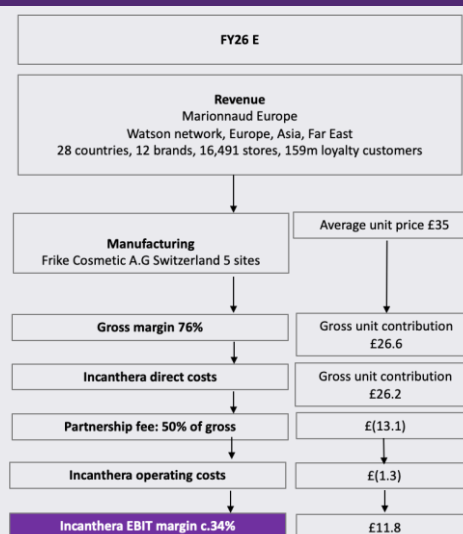 FY26 E
Revenue
Marionnaud Europe
Watson network, Europe, Asia, Far East
28 countries, 12 brands, 16,491 stores, 159m loyalty customers
Manufacturing
Frike Cosmetic A.G Switzerland 5 sites
Average unit price £35
Gross margin 76%
Gross unit contribution
£26.6
Incanthera direct costs
Gross unit contribution
£26.2
Partnership fee: 50% of gross
£(13.1)
Incanthera operating costs
£(1.3)
Incanthera EBIT margin c.34%
£11.8